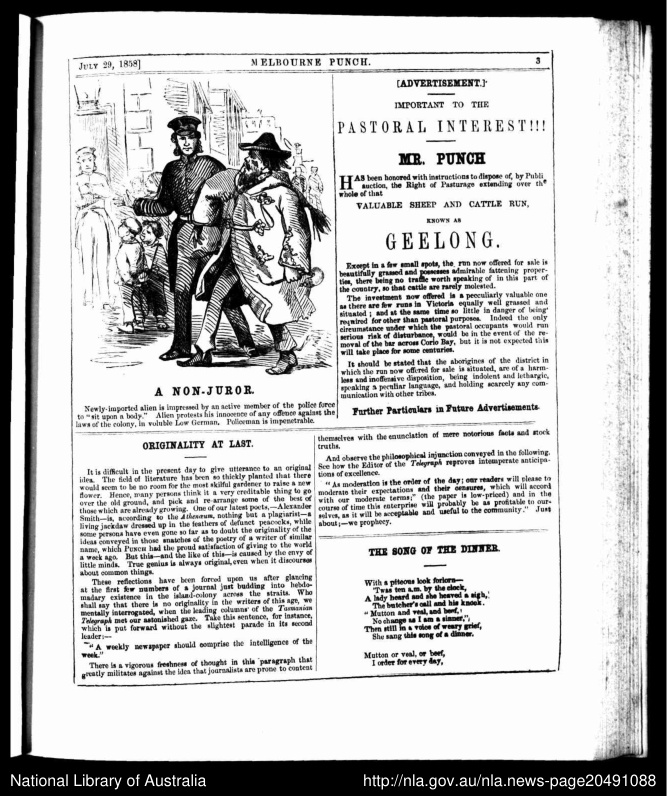 JULY 29, 1858]
MELBOURNE PUNCH.
3
A NON-JUROR.
Newly-imported alien is impressed by an active member of the police force
to "sit upon a body." Alien protests his innocence of any offence against the
laws of the colony, in voluble Low German. Policeman is impenetrable.
[ADVERTISEMENT.]
IMPORTANT TO THE
PASTORAL INTEREST!!!
MR. PUNCH
HAS been honored with instructions to dispose of, by Publi
auction, the Right of Pasturage extending over the
whole of that
VALUABLE SHEEP AND CATTLE RUN,
KNOWN AS
GEELONG.
Except in a few small spots, the run now offered for sale is
beautifully grassed and possesses admirable fattening proper-
ties, there being no traffic worth speaking of in this part of
the country, so that cattle are rarely molested.
The investment now offered is a peculiarly valuable one
as there are few runs in Victoria equally well grassed and
situated ; and at the same time so little in danger of being
required for other than pastoral purposes. Indeed the only
circumstance under which the pastoral occupants would run
serious risk of disturbance, would be in the event of the re-
moval of the bar across Corio Bay, but it is not expected this
will take place for some centuries.
It should be stated that the aborigines of the district in
which the run now offered for sale is situated, are of a harm-
less and inoffensive disposition, being indolent and lethargic,
speaking a peculiar language, and holding scarcely any com-
munication with other tribes.
Further Particulars in Future Advertisements.
ORIGINALITY AT LAST.
It is difficult in the present day to give utterance to an original
idea. The field of literature has been so thickly planted that there
would seem to be no room for the most skilful gardener to raise a new
flower. Hence, many persons think it a very creditable thing to go
over the old ground, and pick and re-arrange some of the best of
those which are already growing. One of our latest poets,—Alexander
Smith—is, according to the Athenæum, nothing but a plagiarist—a
living jackdaw dressed up in the feathers of defunct peacocks, while
some persons have even gone so far as to doubt the originality of the
ideas conveyed in those snatches of the poetry of a writer of similar
name, which PUNCH had the proud satisfaction of giving to the world
a week ago. But this—and the like of this—is caused by the envy of
little minds. True genius is always original, even when it discourses
about common things.
These reflections have been forced upon us after glancing
at the first few numbers of a journal just budding into hebdo-
madary existence in the island-colony across the straits. Who
shall say that there is no originality in the writers of this age, we
mentally interrogated, when the leading columns of the Tasmanian
Telegraph met our astonished gaze. Take this sentence, for instance,
which is put forward without the slightest parade in its second
leader:—
"A weekly newspaper should comprise the intelligence of the
week."
There is a vigorous freshness of thought in this paragraph that
greatly militates against the idea that journalists are prone to content
themselves with the enunciation of mere notorious facts and stock
truths.
And observe the philosophical injunction conveyed in the following.
See how the Editor of the Telegraph reproves intemperate anticipa-
tions of excellence.
"As moderation is the order of the day; our readers will please to
moderate their expectations and their censures, which will accord
with our moderate terms;" (the paper is low-priced) and in the
course of time this enterprise will probably be as profitable to our-
selves, as it will be acceptable and useful to the community." Just
about ;—we prophecy.
THE SONG OF THE DINNER.
With a piteous look forlorn—
'Twas ten a.m. by the clock,
A lady heard and she heaved a sigh,
The butcher's call and his knock.
"Mutton and veal, and beef,
No change as I am a sinner,"
Then still in a voice of weary grief,
She sang this song of a dinner.
Mutton or veal, or beef,
I order for every day,
National Library of Australia
http://nla.gov.au/nla.news-page20491088